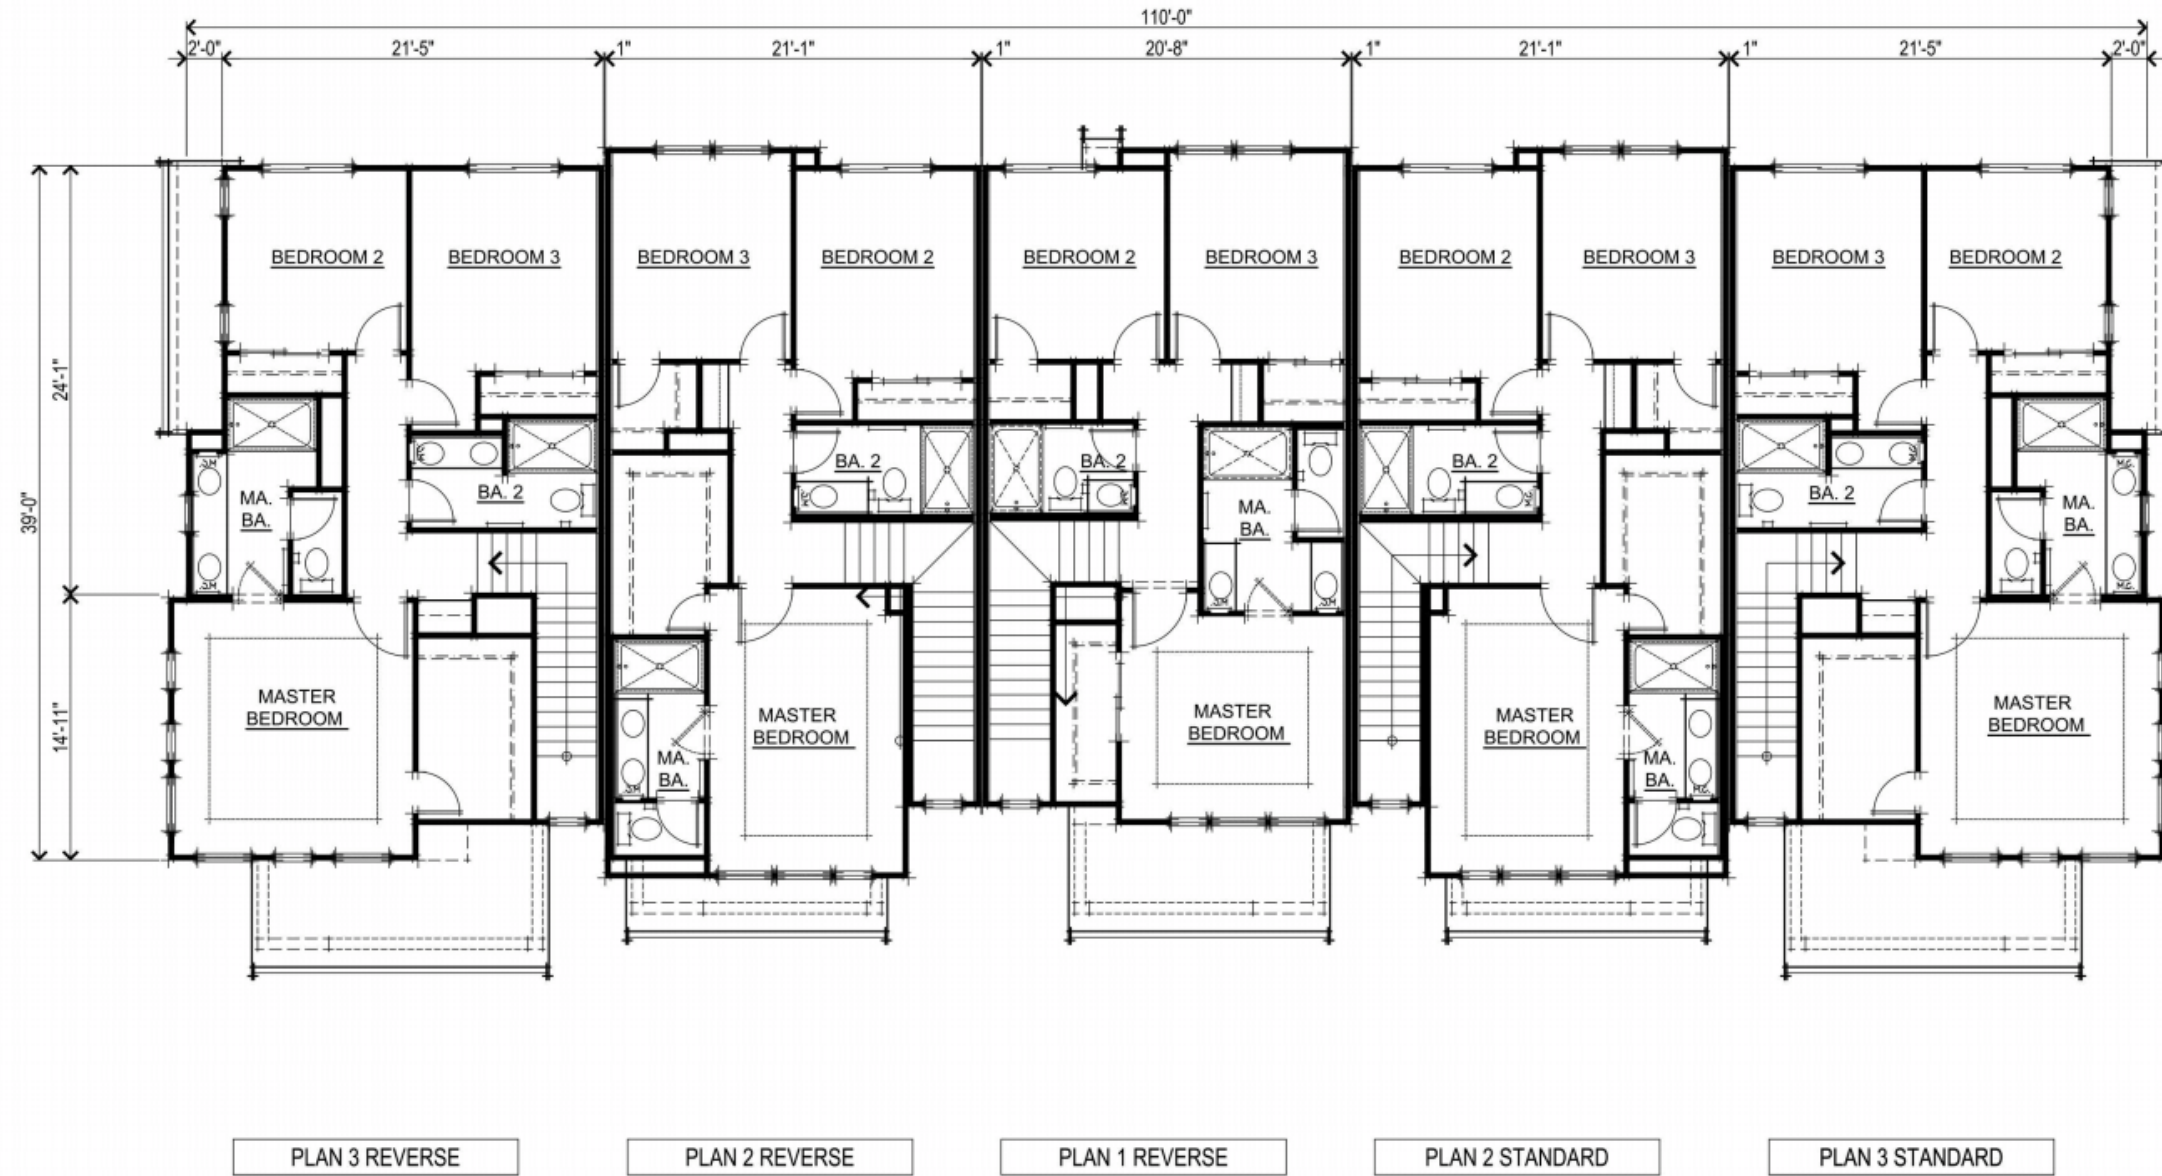 110'-0"
2'-0" 21'-5" 1" 21'-1" 1" 20'-8" 1" 21'-1" 1" 21'-5" 2'-0"
BEDROOM 2 BEDROOM 3 BEDROOM 3 BEDROOM 2 BEDROOM 2 BEDROOM 3 BEDROOM 2 BEDROOM 3 BEDROOM 3 BEDROOM 2
24'-1"
39'-0"
14'-11"
BA. 2 BA. 2 BA. 2
BA. 2 BA. 2
MA.
BA.
MA.
BA.
MA.
BA.
MASTER
BEDROOM
MASTER
BEDROOM
MASTER
BEDROOM
MASTER
BEDROOM
MASTER
BEDROOM
MA.
BA.
MA.
BA.
PLAN 3 REVERSE PLAN 2 REVERSE PLAN 1 REVERSE PLAN 2 STANDARD PLAN 3 STANDARD